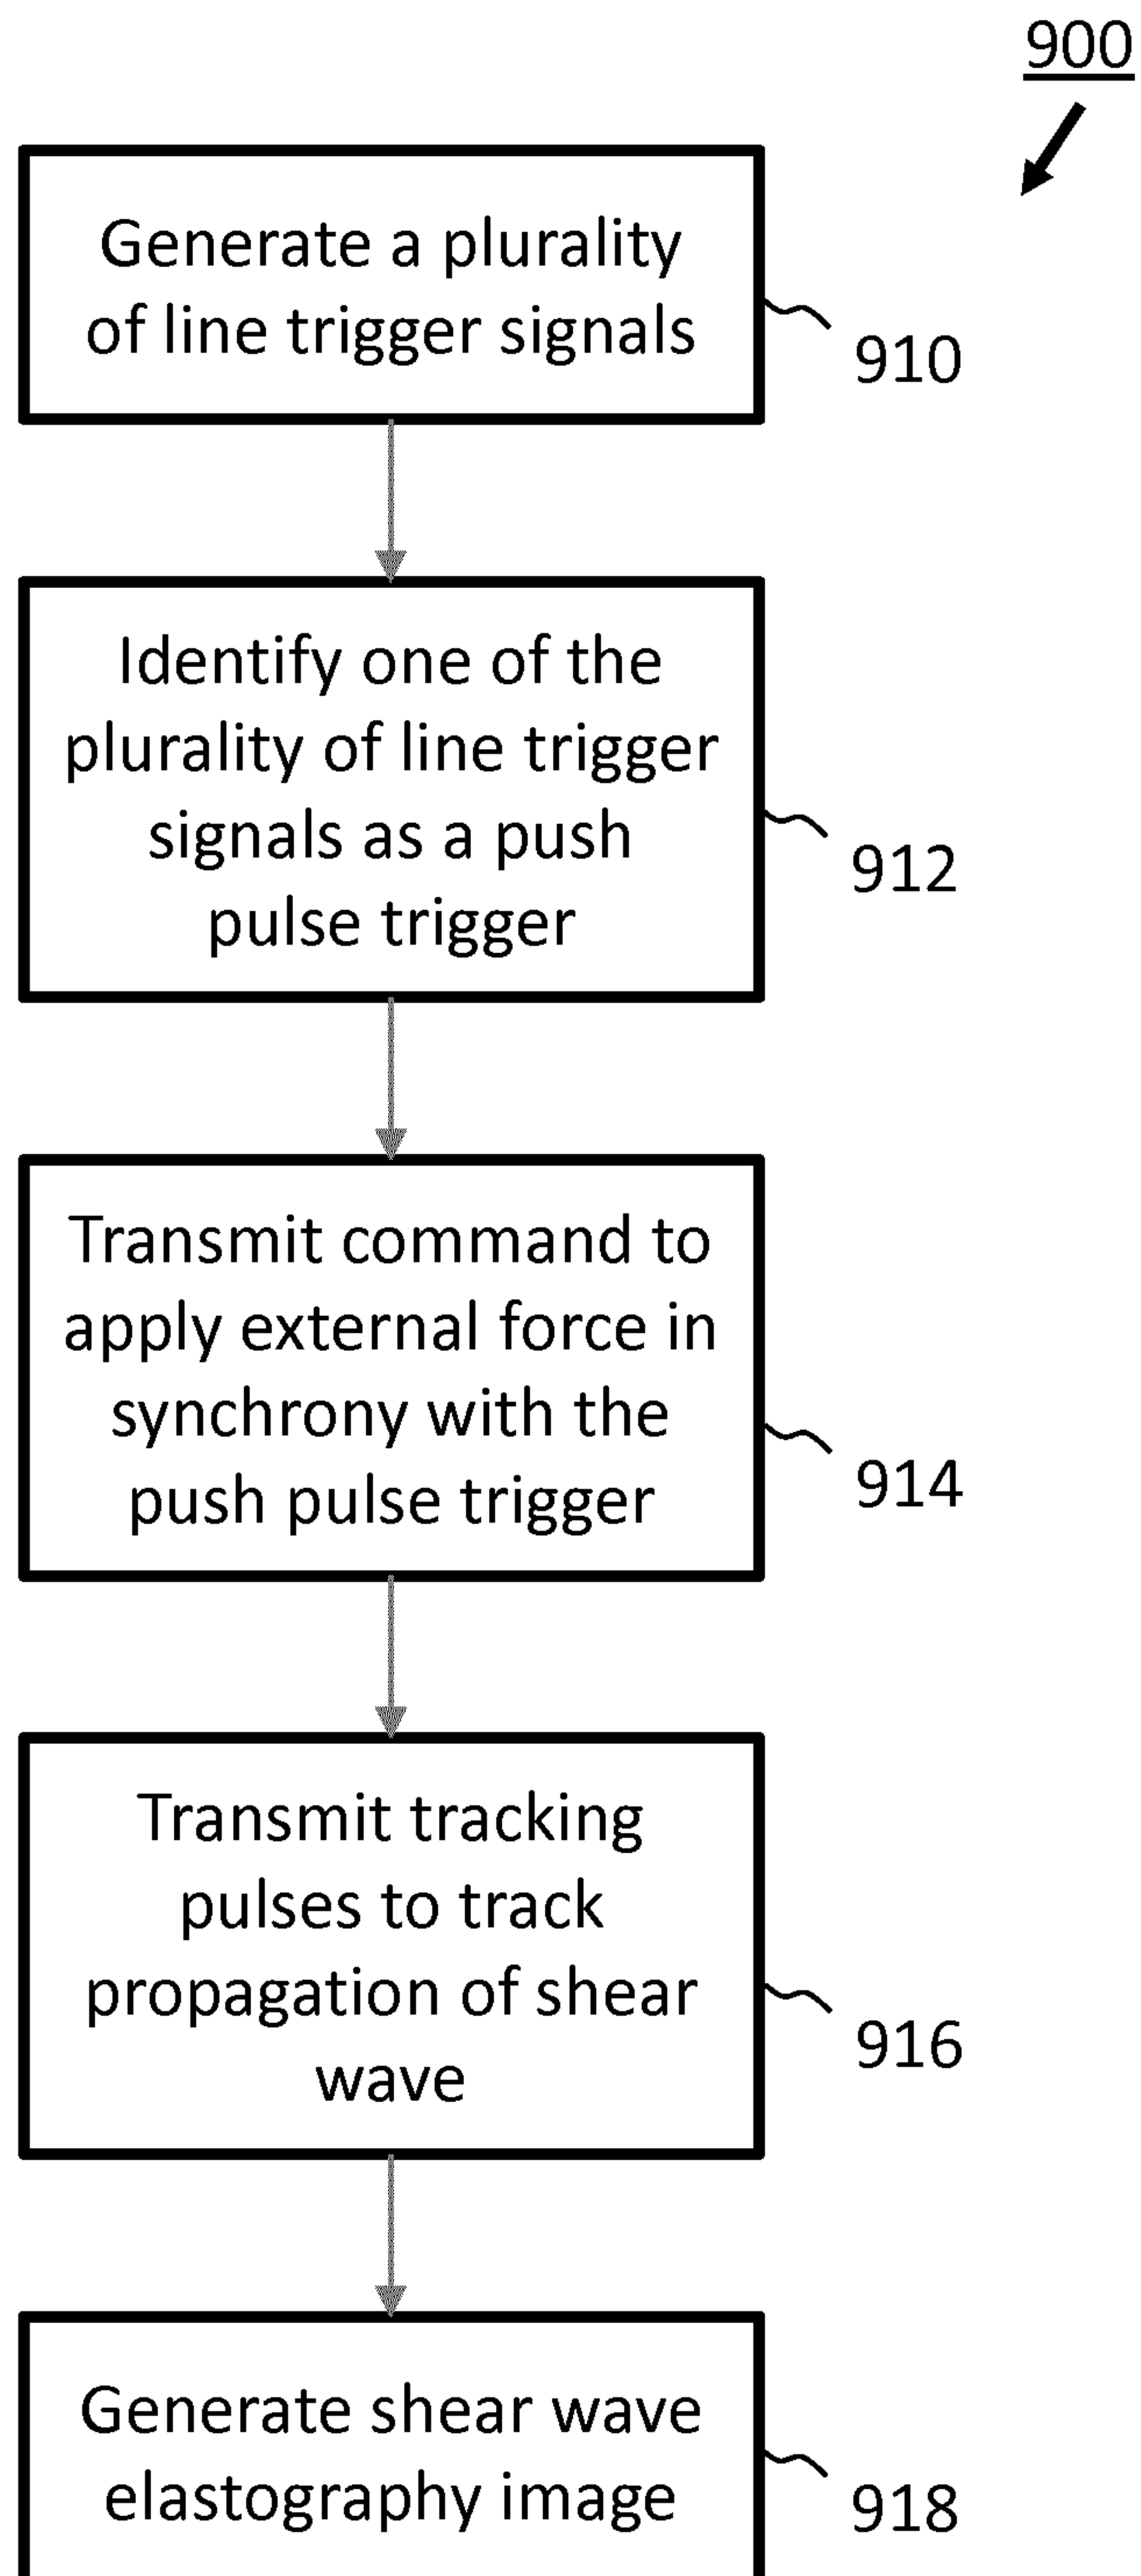 900
Generate a plurality
of line trigger signals
910
Identify one of the
plurality of line trigger
signals as a push
pulse trigger
912
Transmit command to
apply external force in
synchrony with the
push pulse trigger
914
Transmit tracking
pulses to track
propagation of shear
wave
916
Generate shear wave
elastography image
918